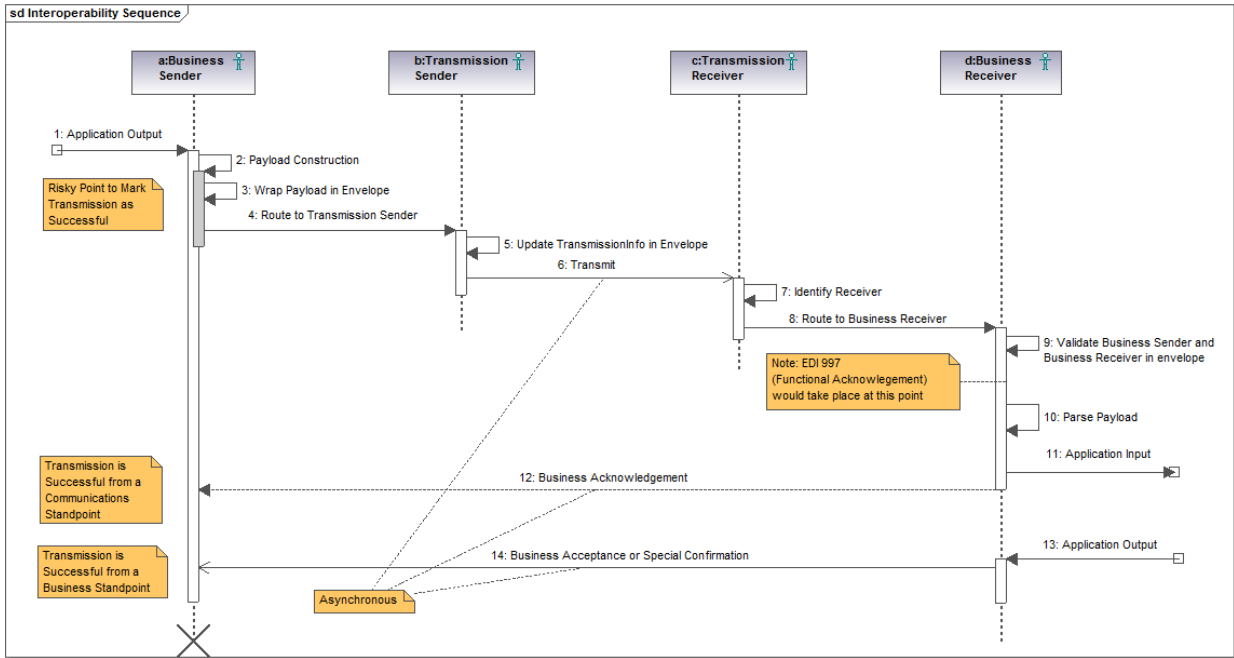 sd Interoperability Sequence
a:Business
Sender
b:Transmission
Sender
c:Transmission
Receiver
d:Business
Receiver
1: Application Output
2: Payload Construction
Risky Point to Mark
Transmission as
Successful
3: Wrap Payload in Envelope
4: Route to Transmission Sender
5: Update TransmissionInfo in Envelope
6: Transmit
7: Identify Receiver
8: Route to Business Receiver
9: Validate Business Sender and
Business Receiver in envelope
Note: EDI 997
(Functional Acknowlegement)
would take place at this point
10: Parse Payload
11: Application Input
Transmission is
Successful from a
Communications
Standpoint
12: Business Acknowledgement
13: Application Output
Transmission is
Successful from a
Business Standpoint
14: Business Acceptance or Special Confirmation
Asynchronous